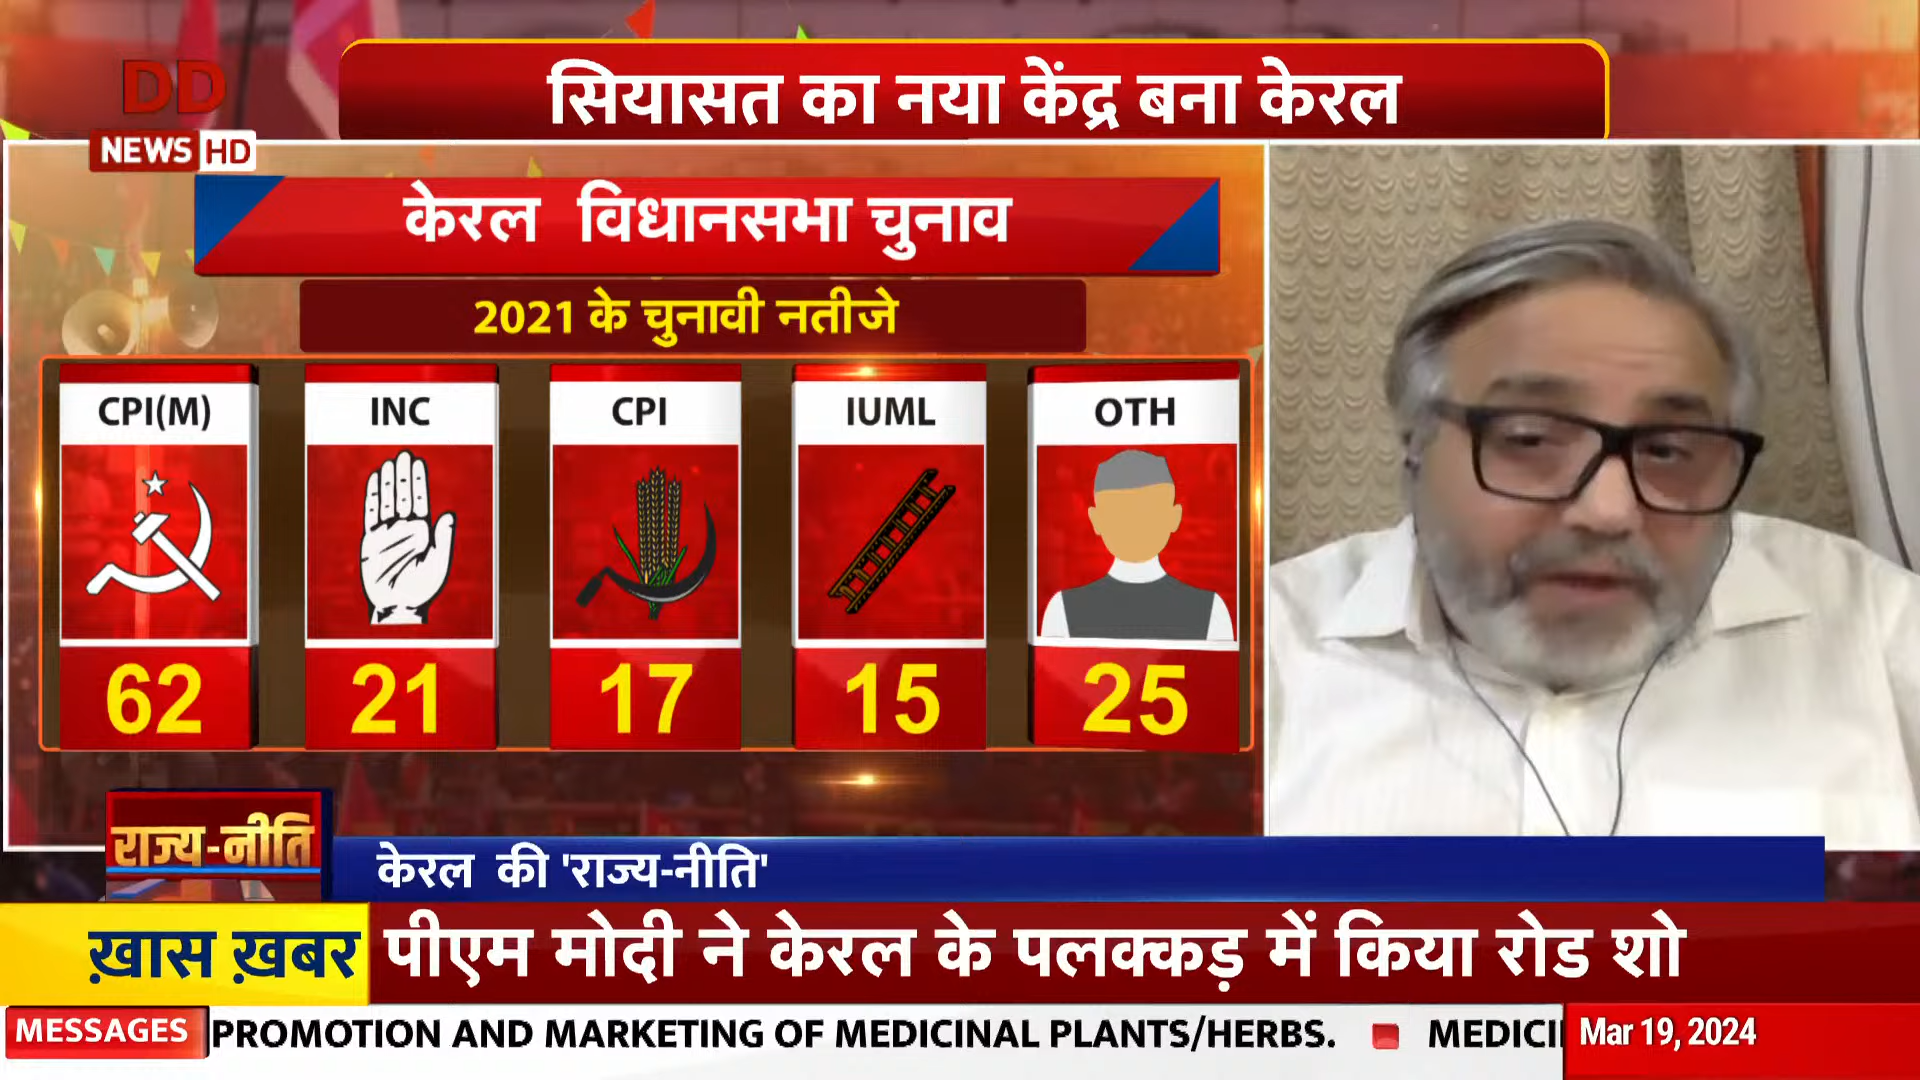 सियासत का नया केंद्र बना केरल
DD
NEWS HD
केरल विधानसभा चुनाव
2021 के चुनावी नतीजे
CPI(M) INC CPI IUML OTH
62 21 17 15 25
राज्य-नीति
केरल की 'राज्य-नीति'
ख़ास ख़बर पीएम मोदी ने केरल के पलक्कड़ में किया रोड शो
MESSAGES PROMOTION AND MARKETING OF MEDICINAL PLANTS/HERBS. MEDICI Mar 19, 2024